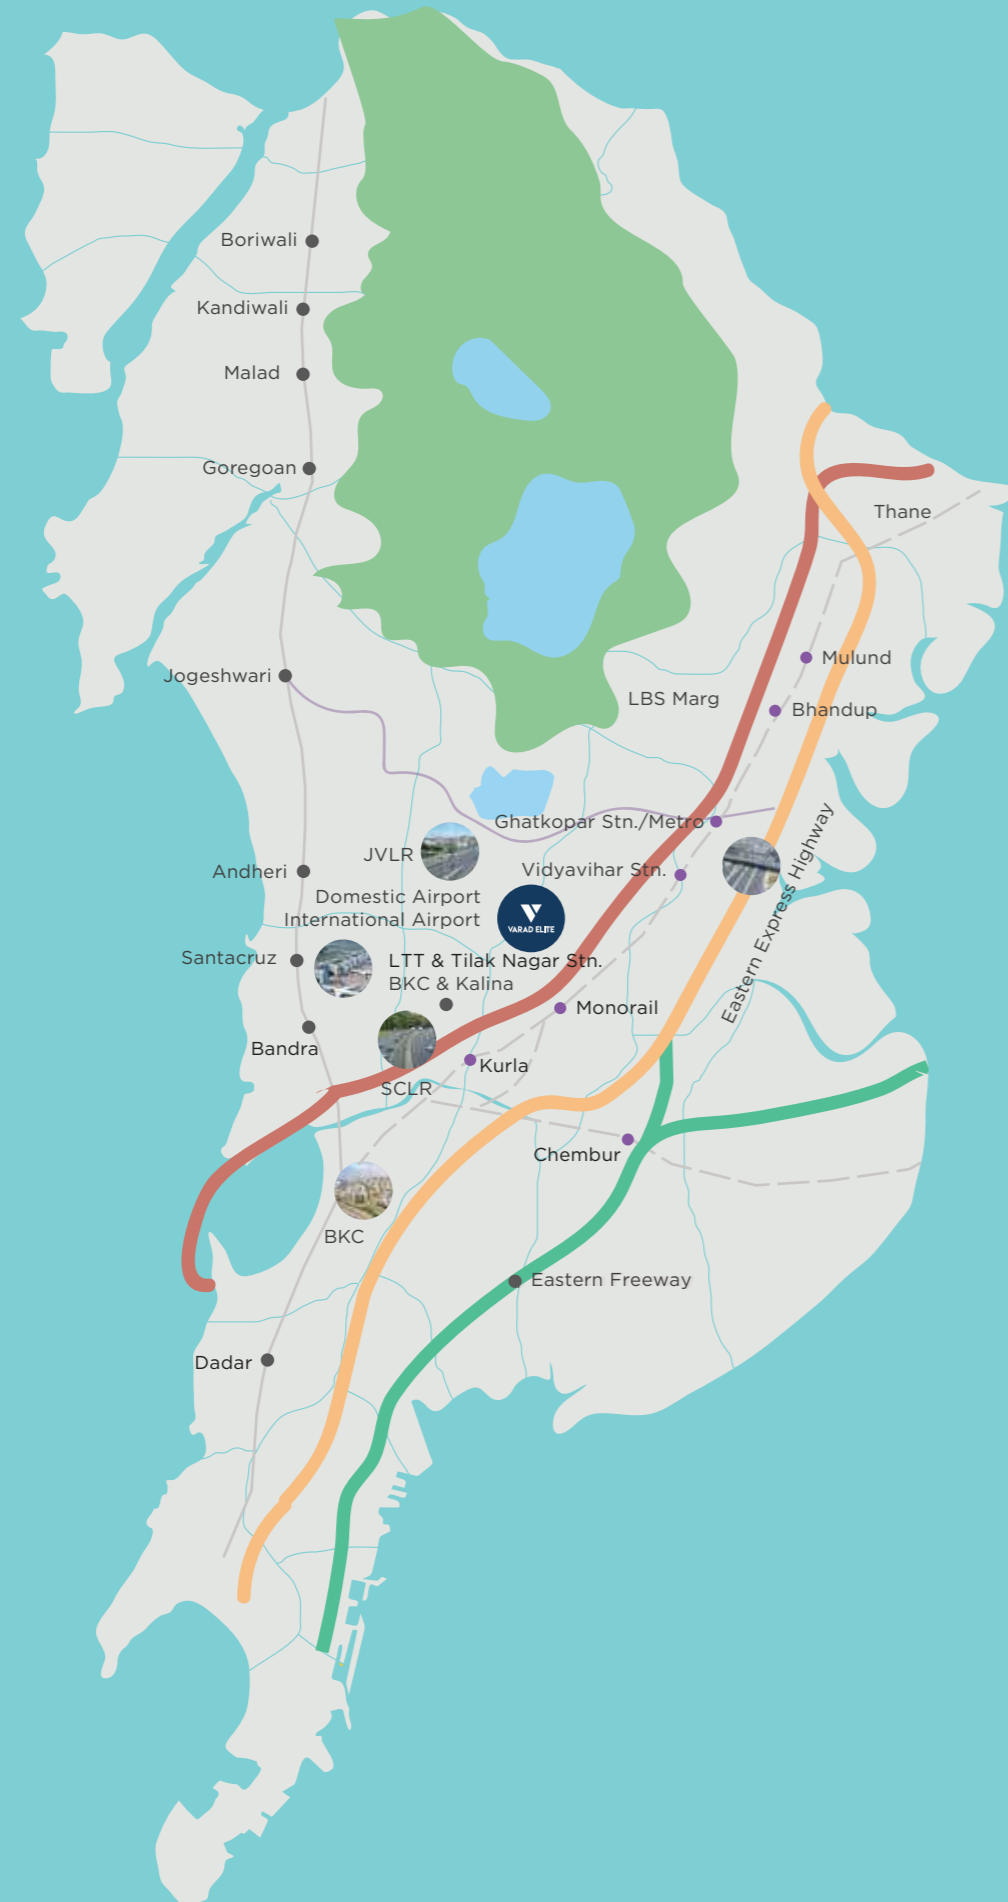 Boriwali
Kandiwali
Malad
Goregoan
Thane
Mulund
Jogeshwari
LBS Marg
Bhandup
Ghatkopar Stn./Metro
Eastern Express Highway
JVLR
Vidyavihar Stn.
Andheri
Domestic Airport
International Airport
VARAD ELITE
Santacruz
LTT & Tilak Nagar Stn.
BKC & Kalina
Monorail
Bandra
Kurla
SCLR
Chembur
BKC
Eastern Freeway
Dadar